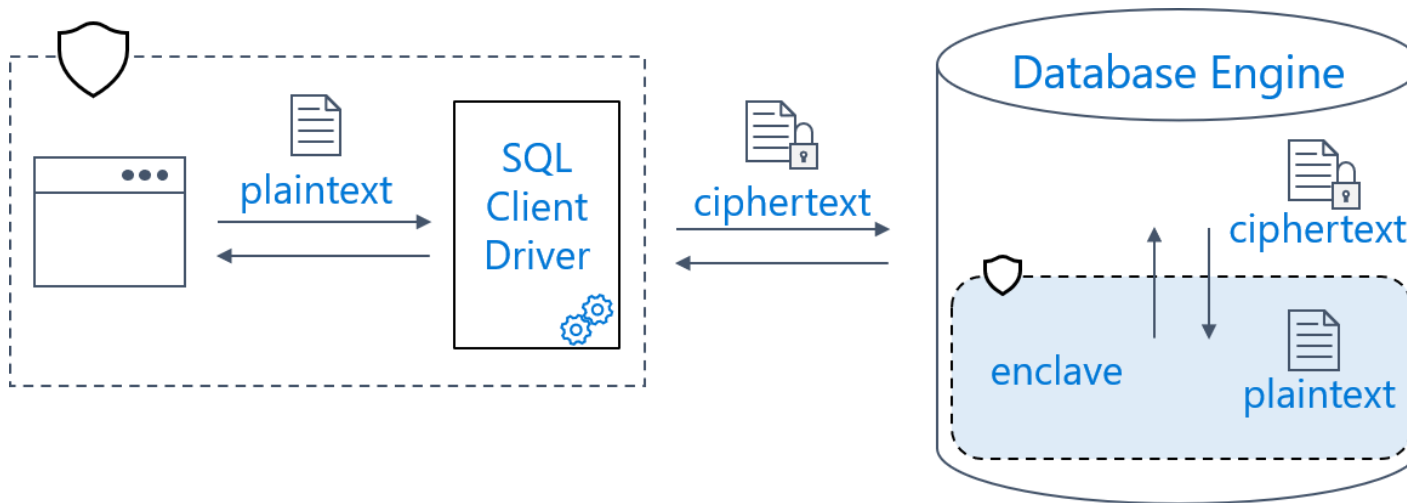 plaintext
SQL
Client
Driver
ciphertext
Database Engine
ciphertext
enclave
plaintext